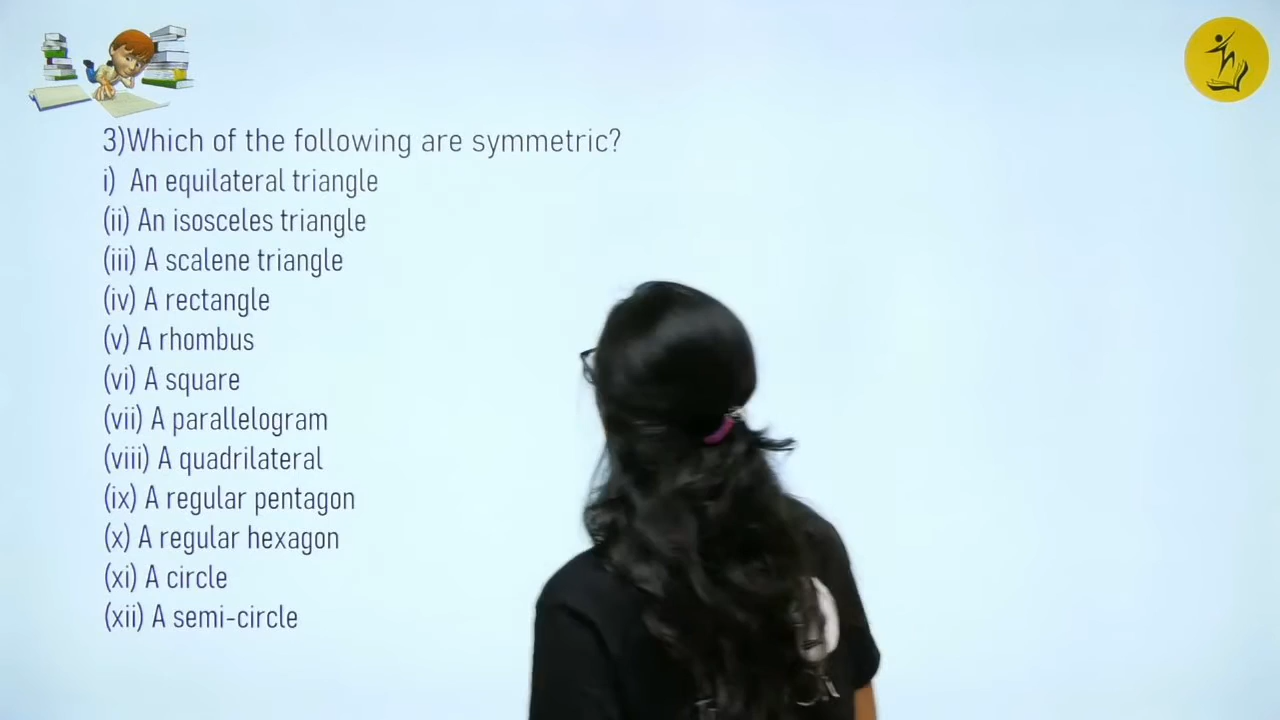 3)Which of the following are symmetric?
i) An equilateral triangle
(ii) An isosceles triangle
(iii) A scalene triangle
(iv) A rectangle
(v) A rhombus
(vi) A square
(vii) A parallelogram
(viii) A quadrilateral
(ix) A regular pentagon
(x) A regular hexagon
(xi) A circle
(xii) A semi-circle